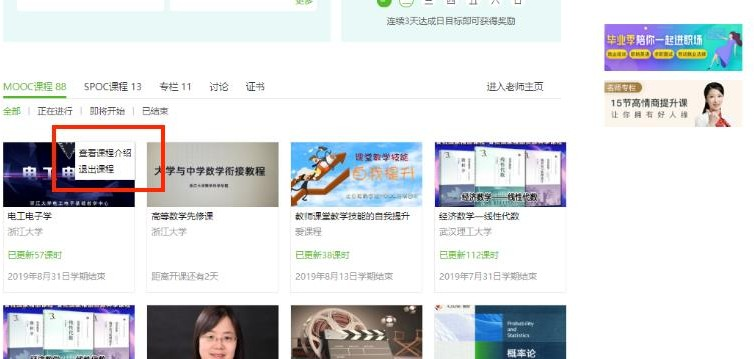 更多
连续3天达成日目标即可获得奖励
毕业季陪你一起进职场
名师专栏
15节高情商提升课
让你拥有好人缘
MOOC课程 88 SPOC课程 13 专栏 11 讨论 证书 进入老师主页
全部 | 正在进行 | 即将开始 | 已结束
查看课程介绍
退出课程
大学与中学数学衔接教程
课堂教学技能
自我提升
经济数学一线性代数
电工电子学
浙江大学
已更新57课时
2019年8月31日学期结束
高等数学先修课
浙江大学
距离开课还有2天
教师课堂教学技能的自我提升
爱课程
已更新38课时
2019年8月13日学期结束
经济数学—线性代数
武汉理工大学
已更新112课时
2019年7月31日学期结束
Probability
and
Statistics
概率论